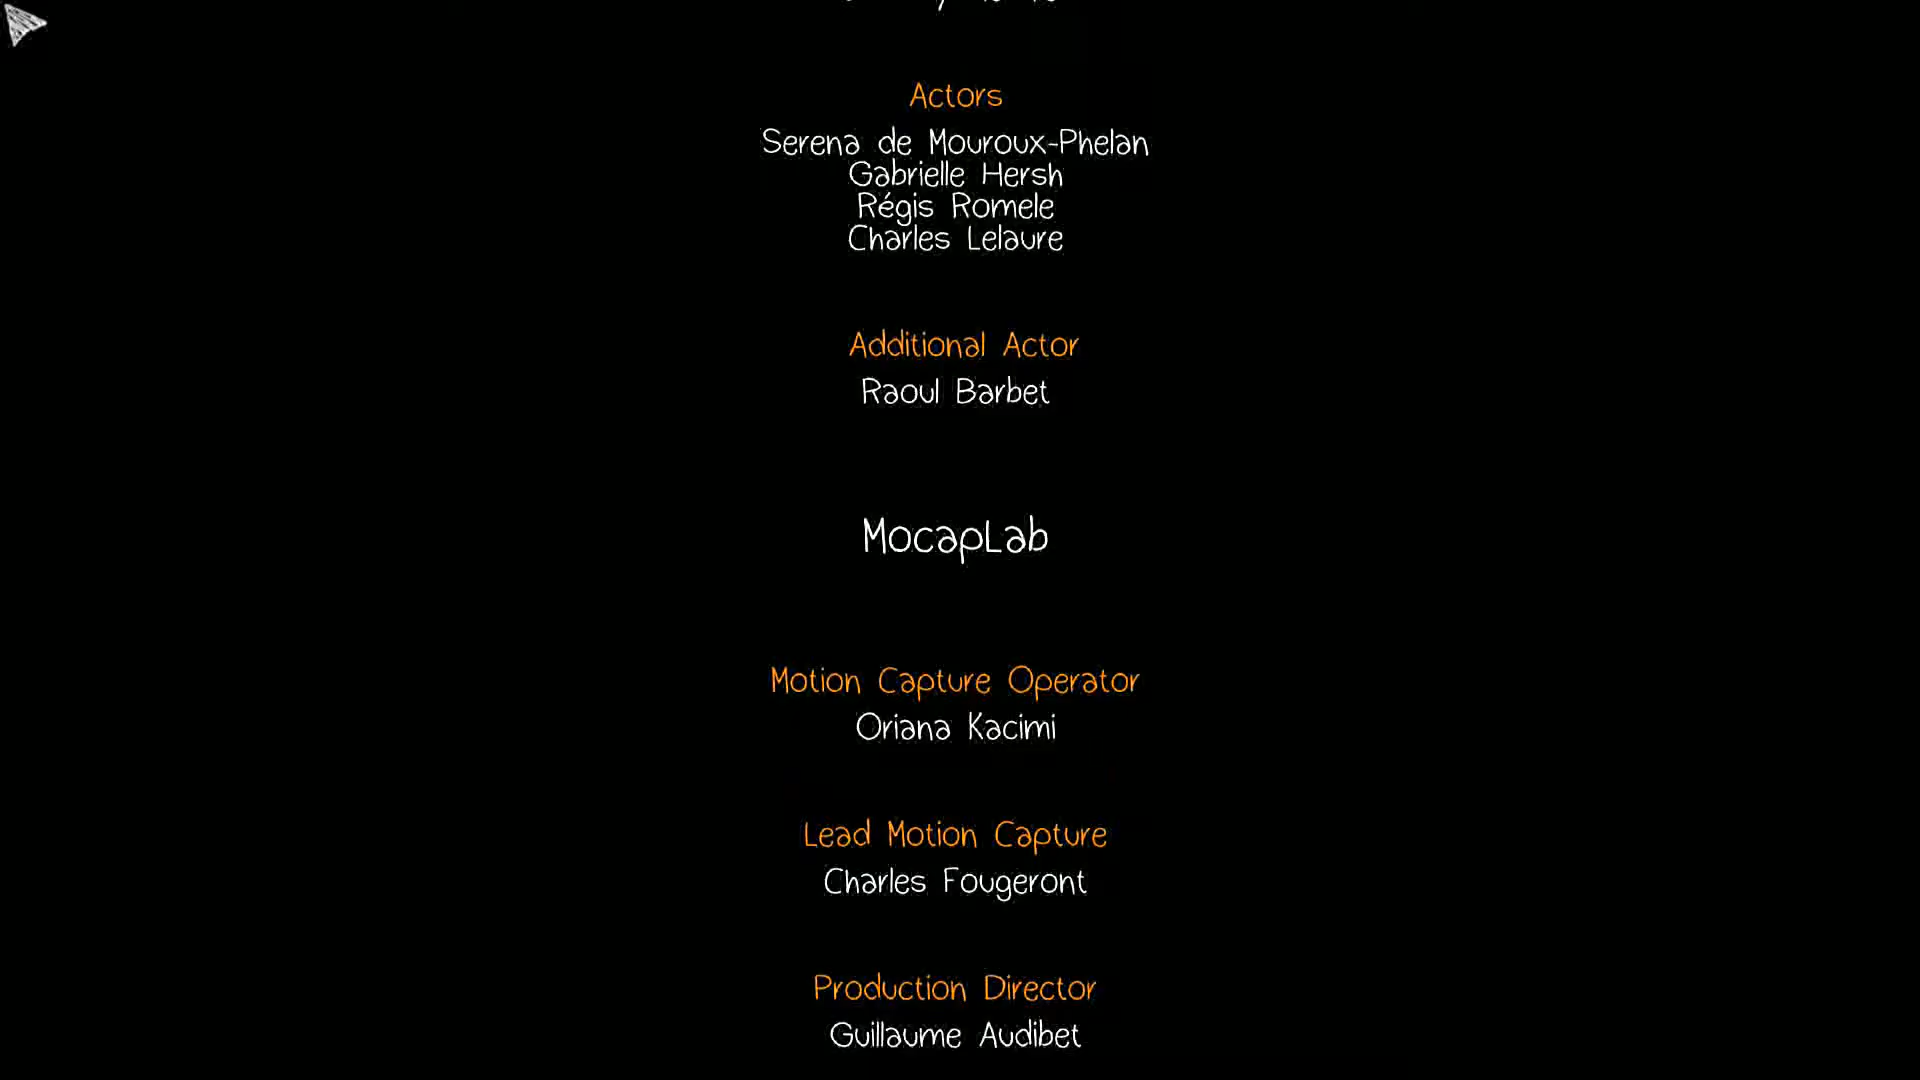 Actors
Serena de Mouroux-Phelan
Gabrielle Hersh
Régis Romele
Charles Lelaure
Additional Actor
Raoul Barbet
MocapLab
Motion Capture Operator
Oriana Kacimi
Lead Motion Capture
Charles Fougeront
Production Director
Guillaume Audibet